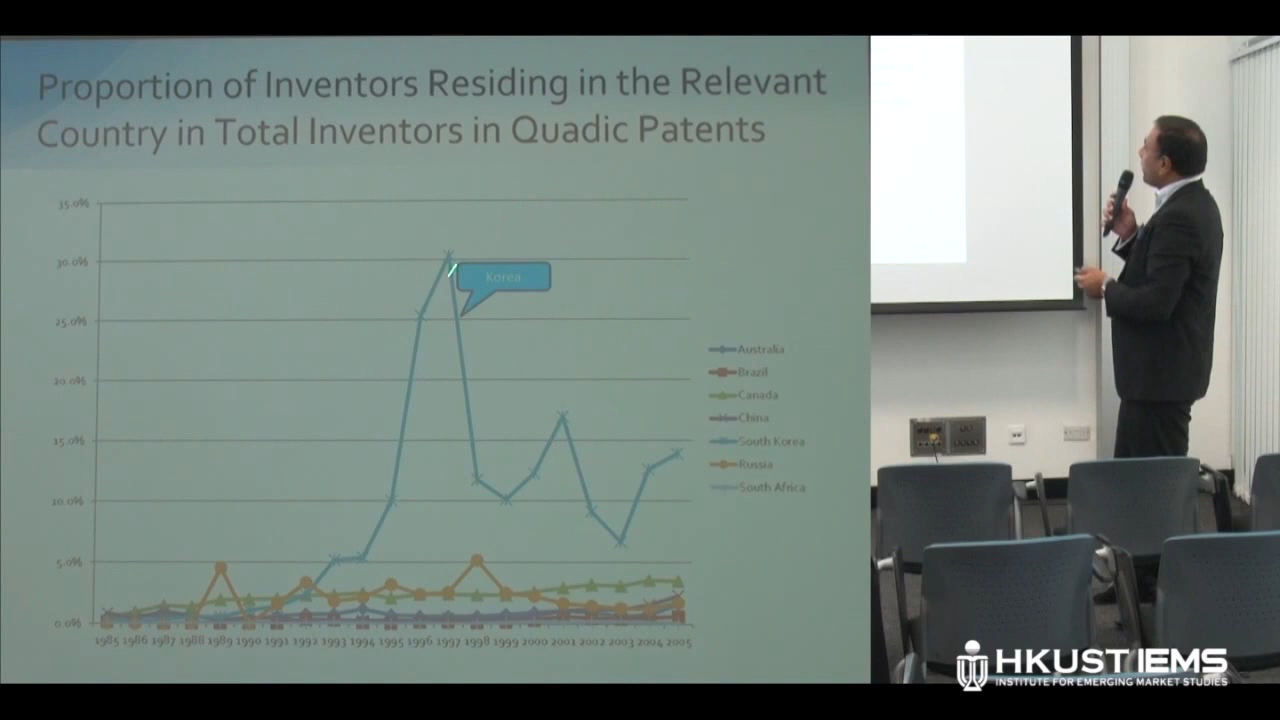 Proportion of Inventors Residing in the Relevant
Country in Total Inventors in Quadic Patents
35.0%
30.0%
25.0%
20.0%
15.0%
10.0%
5.0%
0.0%
Korea
1985 1986 1987 1988 1989 1990 1991 1992 1993 1994 1995 1996 1997 1998 1999 2000 2001 2002 2003 2004 2005
Australia
Brazil
Canada
China
South Korea
Russia
South Africa
HKUST IEMS
INSTITUTE FOR EMERGING MARKET STUDIES